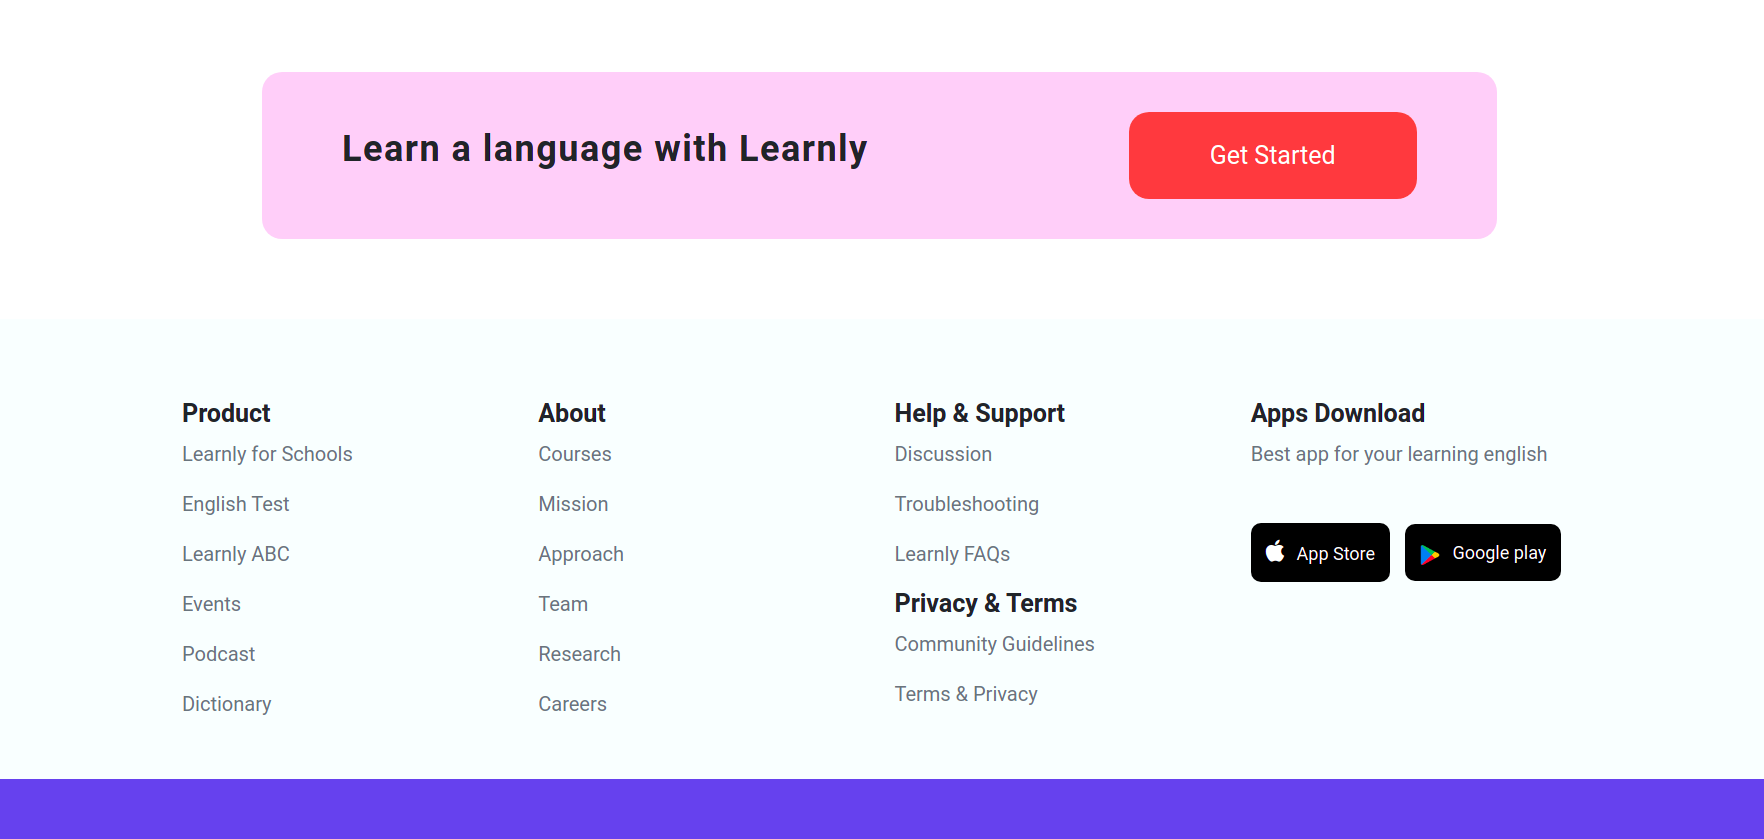 Learn a language with Learnly
Get Started
Product
Learnly for Schools
English Test
Learnly ABC
Events
Podcast
Dictionary
About
Courses
Mission
Approach
Team
Research
Careers
Help & Support
Discussion
Troubleshooting
Learnly FAQs
Privacy & Terms
Community Guidelines
Terms & Privacy
Apps Download
Best app for your learning english
App Store
Google play